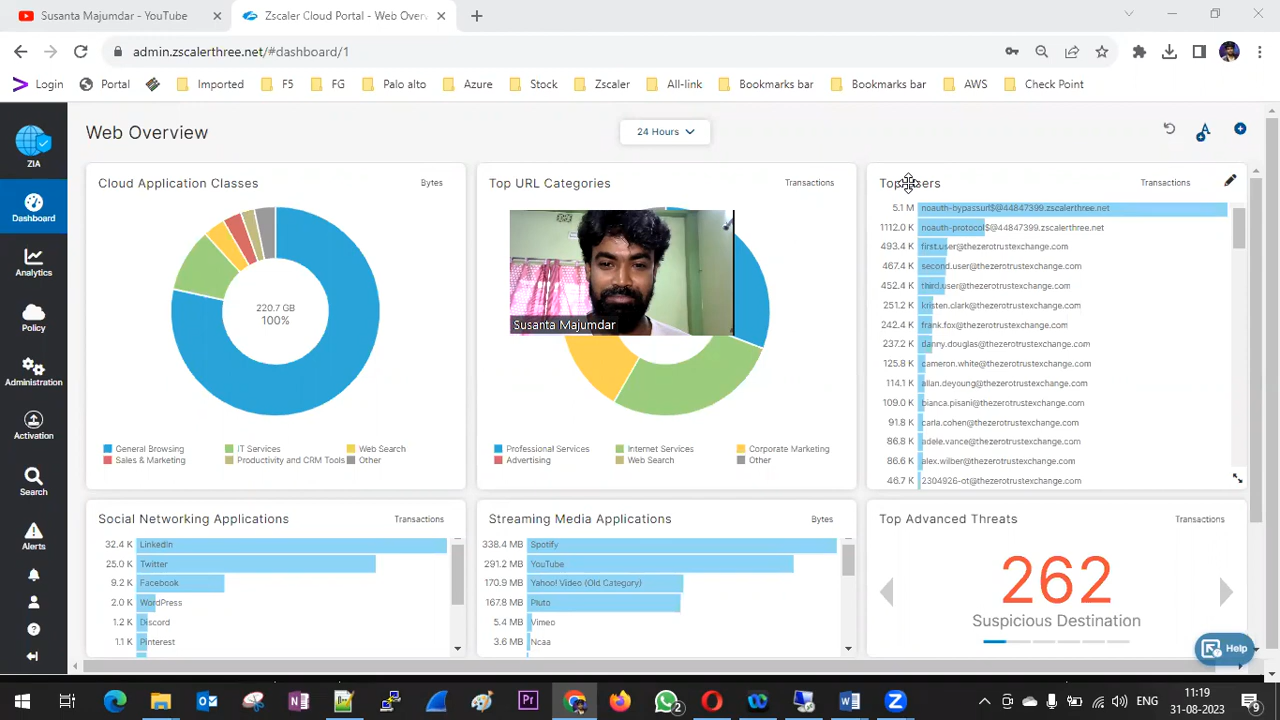 Susanta Majumdar - YouTube
Zscaler Cloud Portal - Web Over
admin.zscalerthree.net/#dashboard/1
Login
Portal
Imported
F5
FG
Palo alto
Azure
Stock
Zscaler
All-link
Bookmarks bar
Bookmarks bar
AWS
Check Point
ZIA
Dashboard
Analytics
Policy
Administration
Activation
Search
Alerts
Web Overview
24 Hours
Cloud Application Classes
Bytes
220.7 GB
100%
General Browsing
IT Services
Web Search
Sales & Marketing
Productivity and CRM Tools
Other
Top URL Categories
Transactions
Susanta Majumdar
Professional Services
Internet Services
Corporate Marketing
Advertising
Web Search
Other
Top Users
Transactions
5.1 M noauth-bypassurl$@44847399.zscalerthree.net
1112.0 K noauth-protocol$@44847399.zscalerthree.net
493.4 K first.user@thezerotrustexchange.com
467.4 K second.user@thezerotrustexchange.com
452.4 K third.user@thezerotrustexchange.com
251.2 K kristen.clark@thezerotrustexchange.com
242.4 K frank.fox@thezerotrustexchange.com
237.2 K danny.douglas@thezerotrustexchange.com
125.8 K cameron.white@thezerotrustexchange.com
114.1 K allan.deyoung@thezerotrustexchange.com
109.0 K bianca.pisani@thezerotrustexchange.com
91.8 K carla.cohen@thezerotrustexchange.com
86.8 K adele.vance@thezerotrustexchange.com
86.6 K alex.wilber@thezerotrustexchange.com
46.7 K 2304926-ot@thezerotrustexchange.com
Social Networking Applications
Transactions
32.4 K LinkedIn
25.0 K Twitter
9.2 K Facebook
2.0 K WordPress
1.2 K Discord
1.1 K Pinterest
Streaming Media Applications
Bytes
338.4 MB Spotify
291.2 MB YouTube
170.9 MB Yahoo! Video (Old Category)
167.8 MB Pluto
5.4 MB Vimeo
3.6 MB Ncaa
Top Advanced Threats
Transactions
262
Suspicious Destination
Help
2
Pr
ENG
11:19
31-08-2023
9